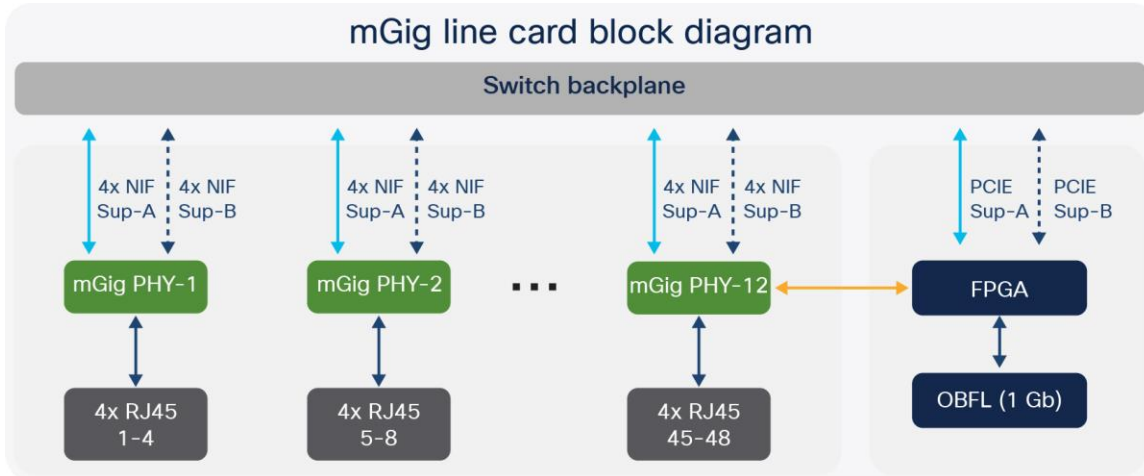 mGig line card block diagram
Switch backplane
4x NIF
Sup-A
4x NIF
Sup-B
4x NIF
Sup-A
4x NIF
Sup-B
4x NIF
Sup-A
4x NIF
Sup-B
PCIE
Sup-A
PCIE
Sup-B
mGig PHY-1
mGig PHY-2
...
mGig PHY-12
FPGA
4x RJ45
1-4
4x RJ45
5-8
4x RJ45
45-48
OBFL (1 Gb)